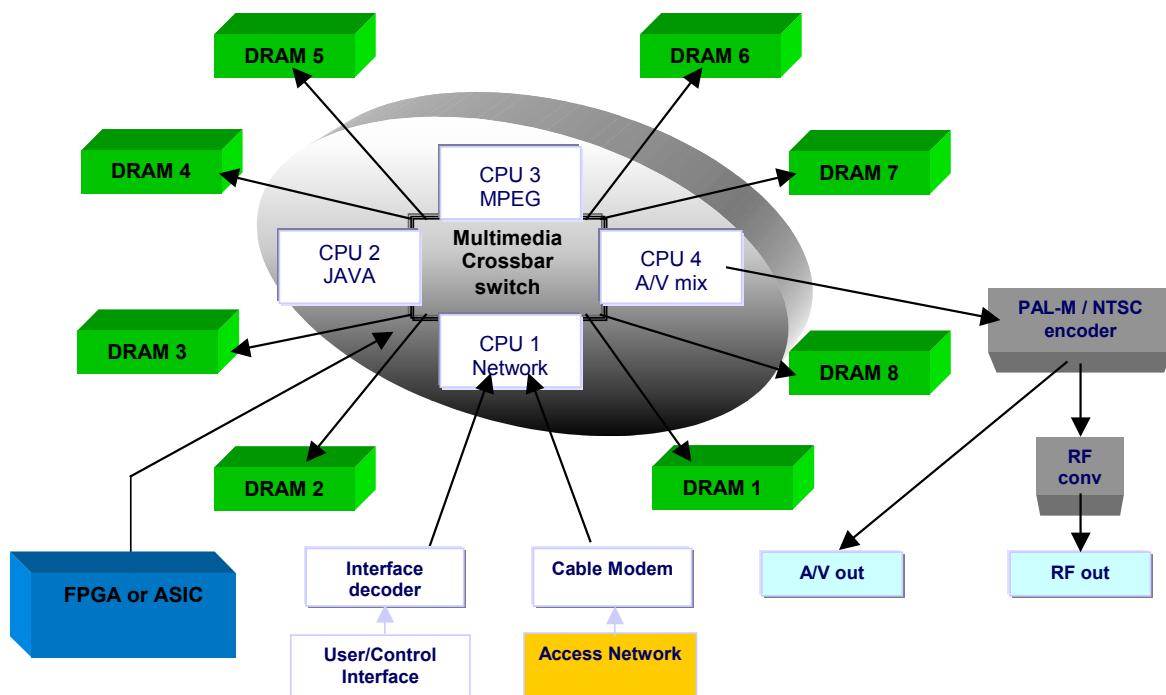 DRAM 5
DRAM 6
DRAM 4
DRAM 7
CPU 3
MPEG
CPU 2
JAVA
Multimedia
Crossbar
switch
CPU 4
A/V mix
PAL-M / NTSC
encoder
DRAM 3
CPU 1
Network
DRAM 8
DRAM 2
DRAM 1
RF
conv
FPGA or ASIC
Interface
decoder
Cable Modem
A/V out
RF out
User/Control
Interface
Access Network